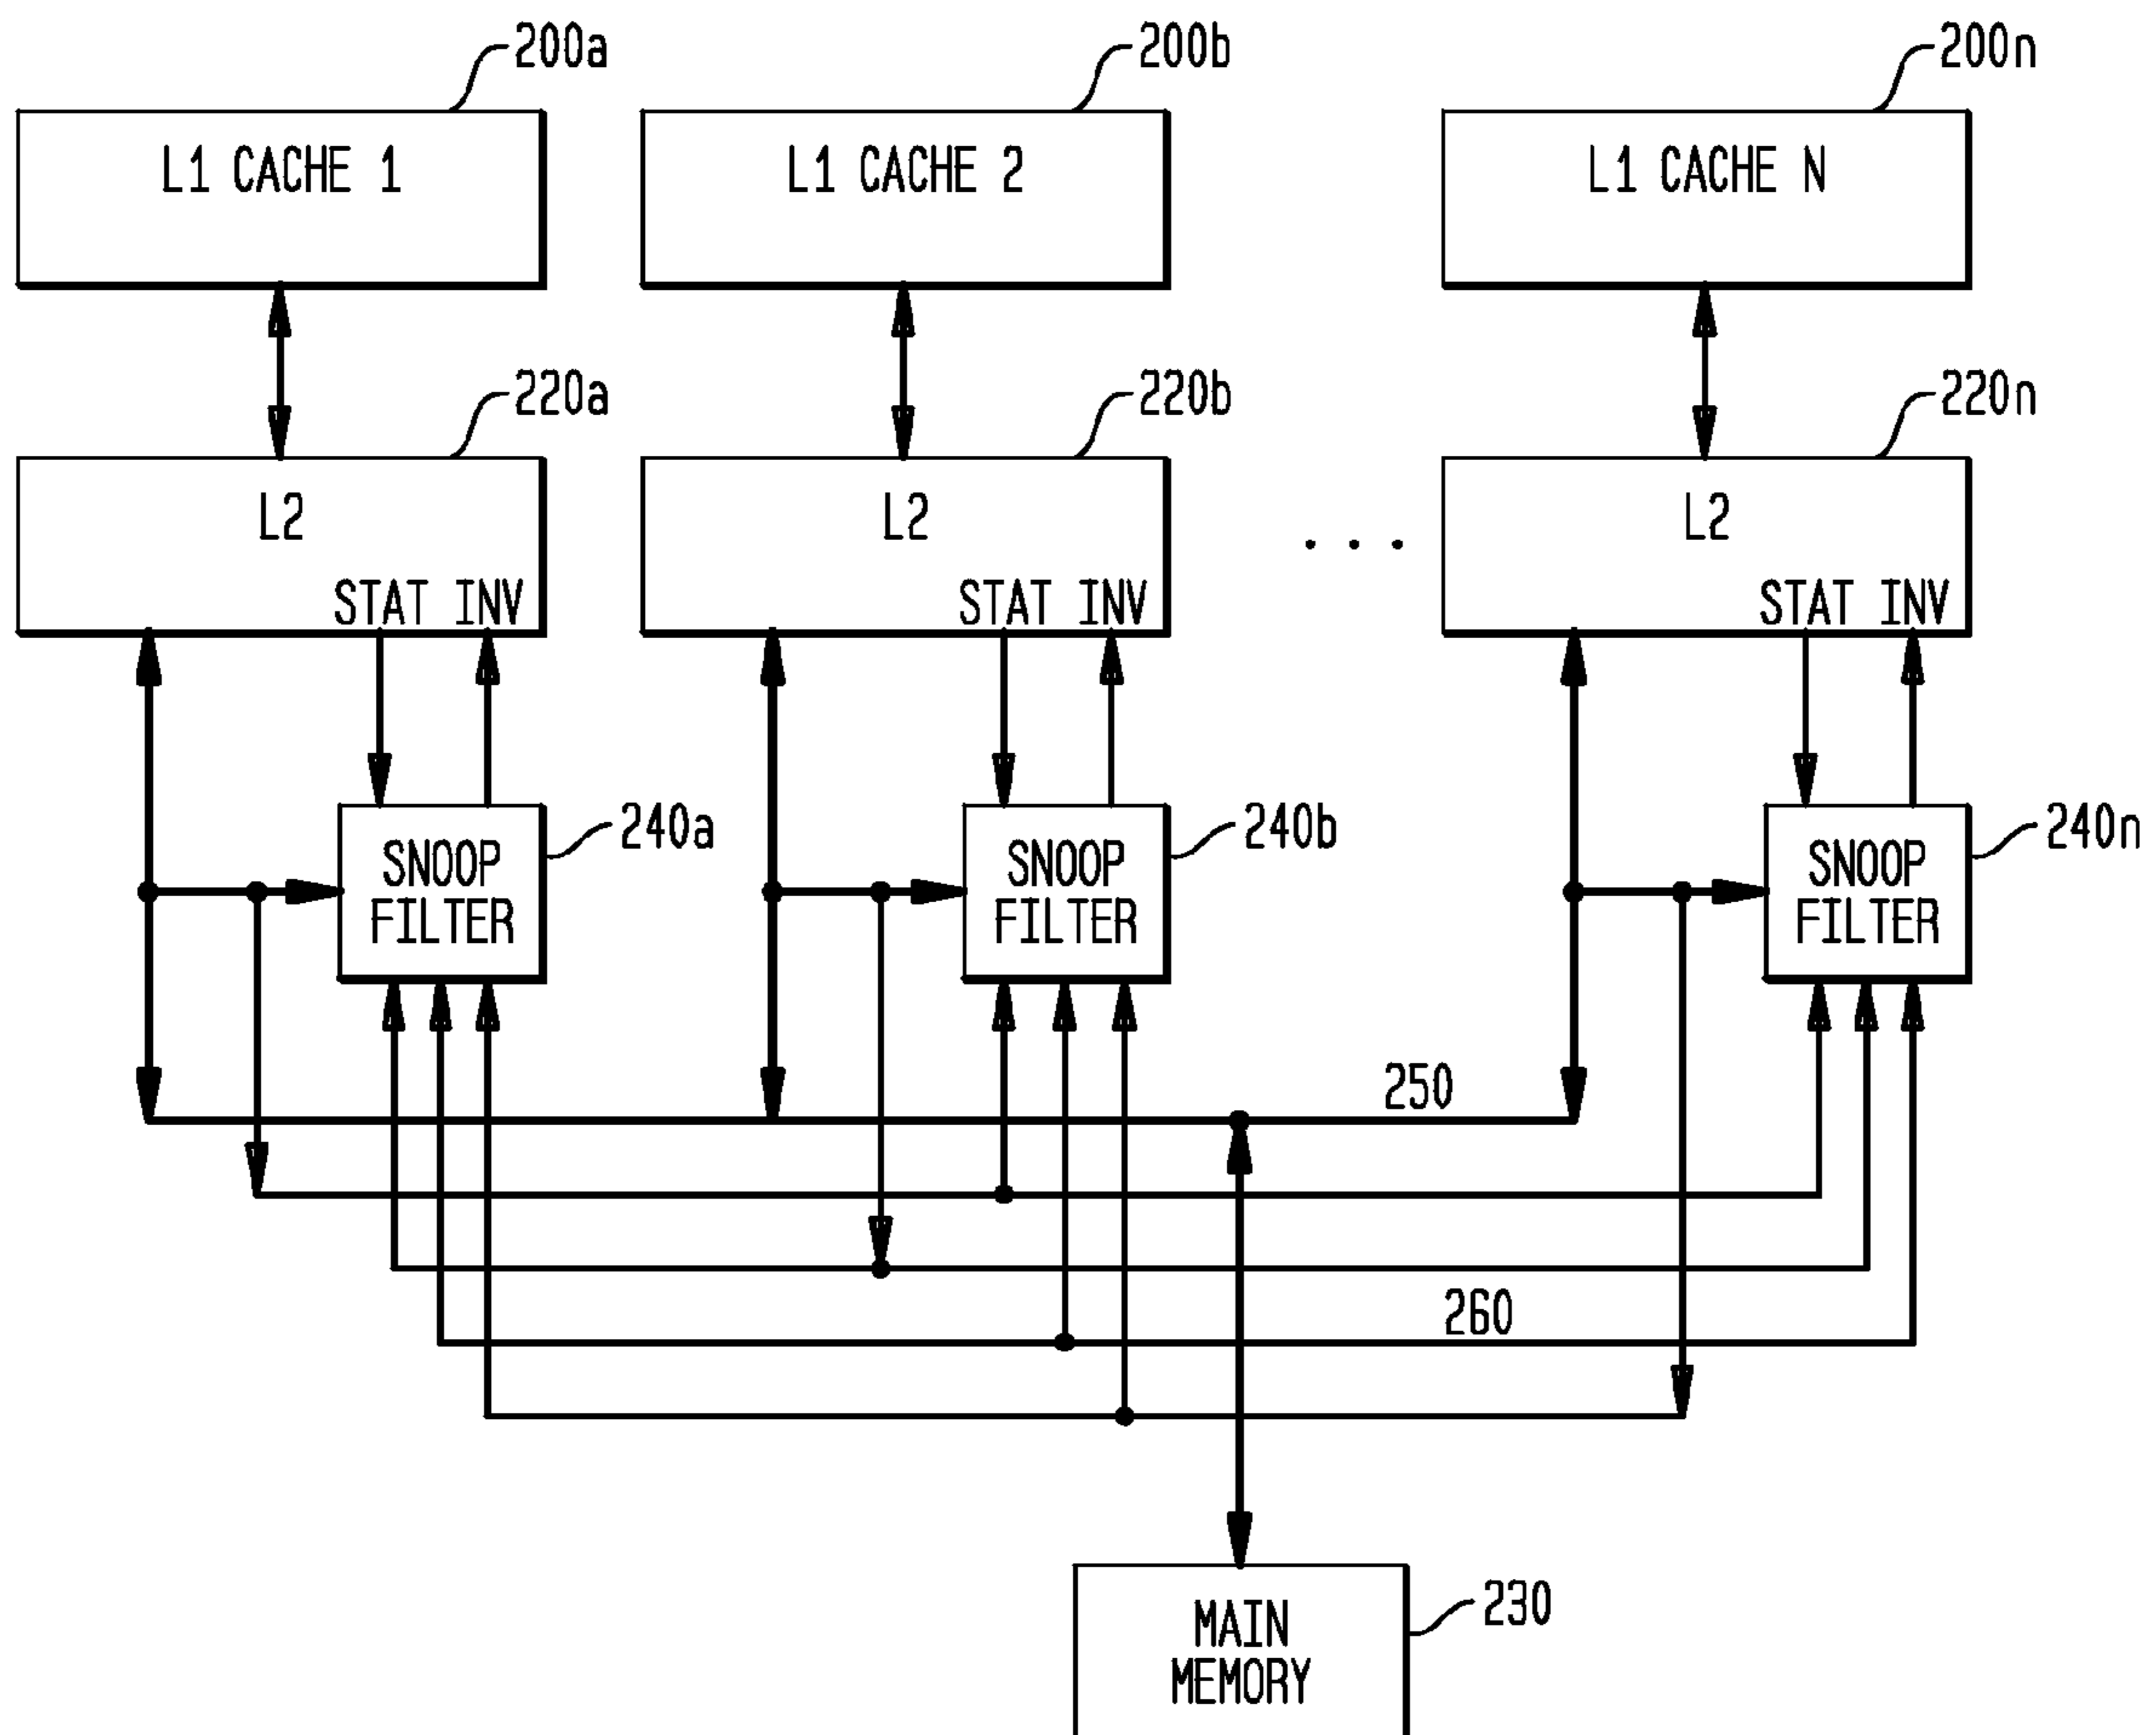 200a
200b
200n
L1 CACHE 1
L1 CACHE 2
L1 CACHE N
220a
220b
220n
L2
L2
L2
. . .
STAT INV
STAT INV
STAT INV
240a
240b
240n
SNOOP
FILTER
SNOOP
FILTER
SNOOP
FILTER
250
260
230
MAIN
MEMORY